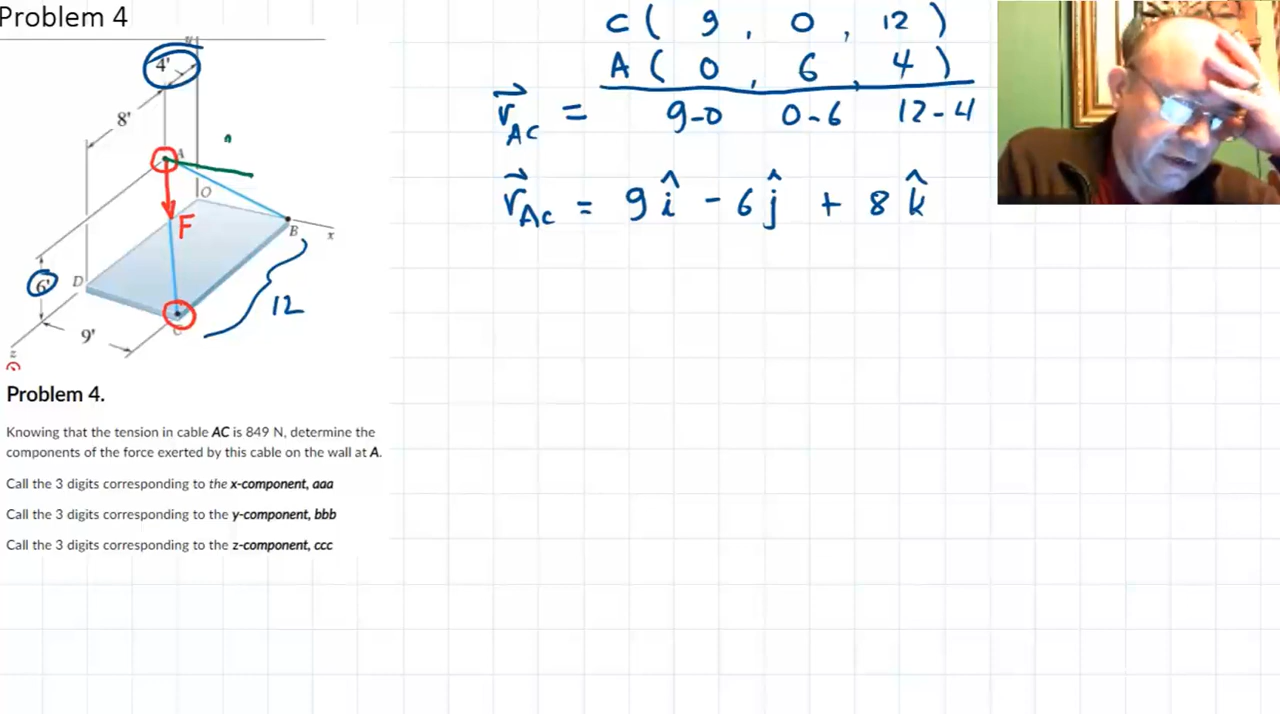 Problem 4
C ( 9 , 0 , 12 )
A ( 0 , 6 , 4 )
r⃗AC = 9-0 0-6 12-4
r⃗AC = 9 î - 6 ĵ + 8 k̂
4'
8'
A
O
F
B
x
6'
D
12
C
9'
z
Problem 4.
Knowing that the tension in cable AC is 849 N, determine the
components of the force exerted by this cable on the wall at A.
Call the 3 digits corresponding to the x-component, aaa
Call the 3 digits corresponding to the y-component, bbb
Call the 3 digits corresponding to the z-component, ccc